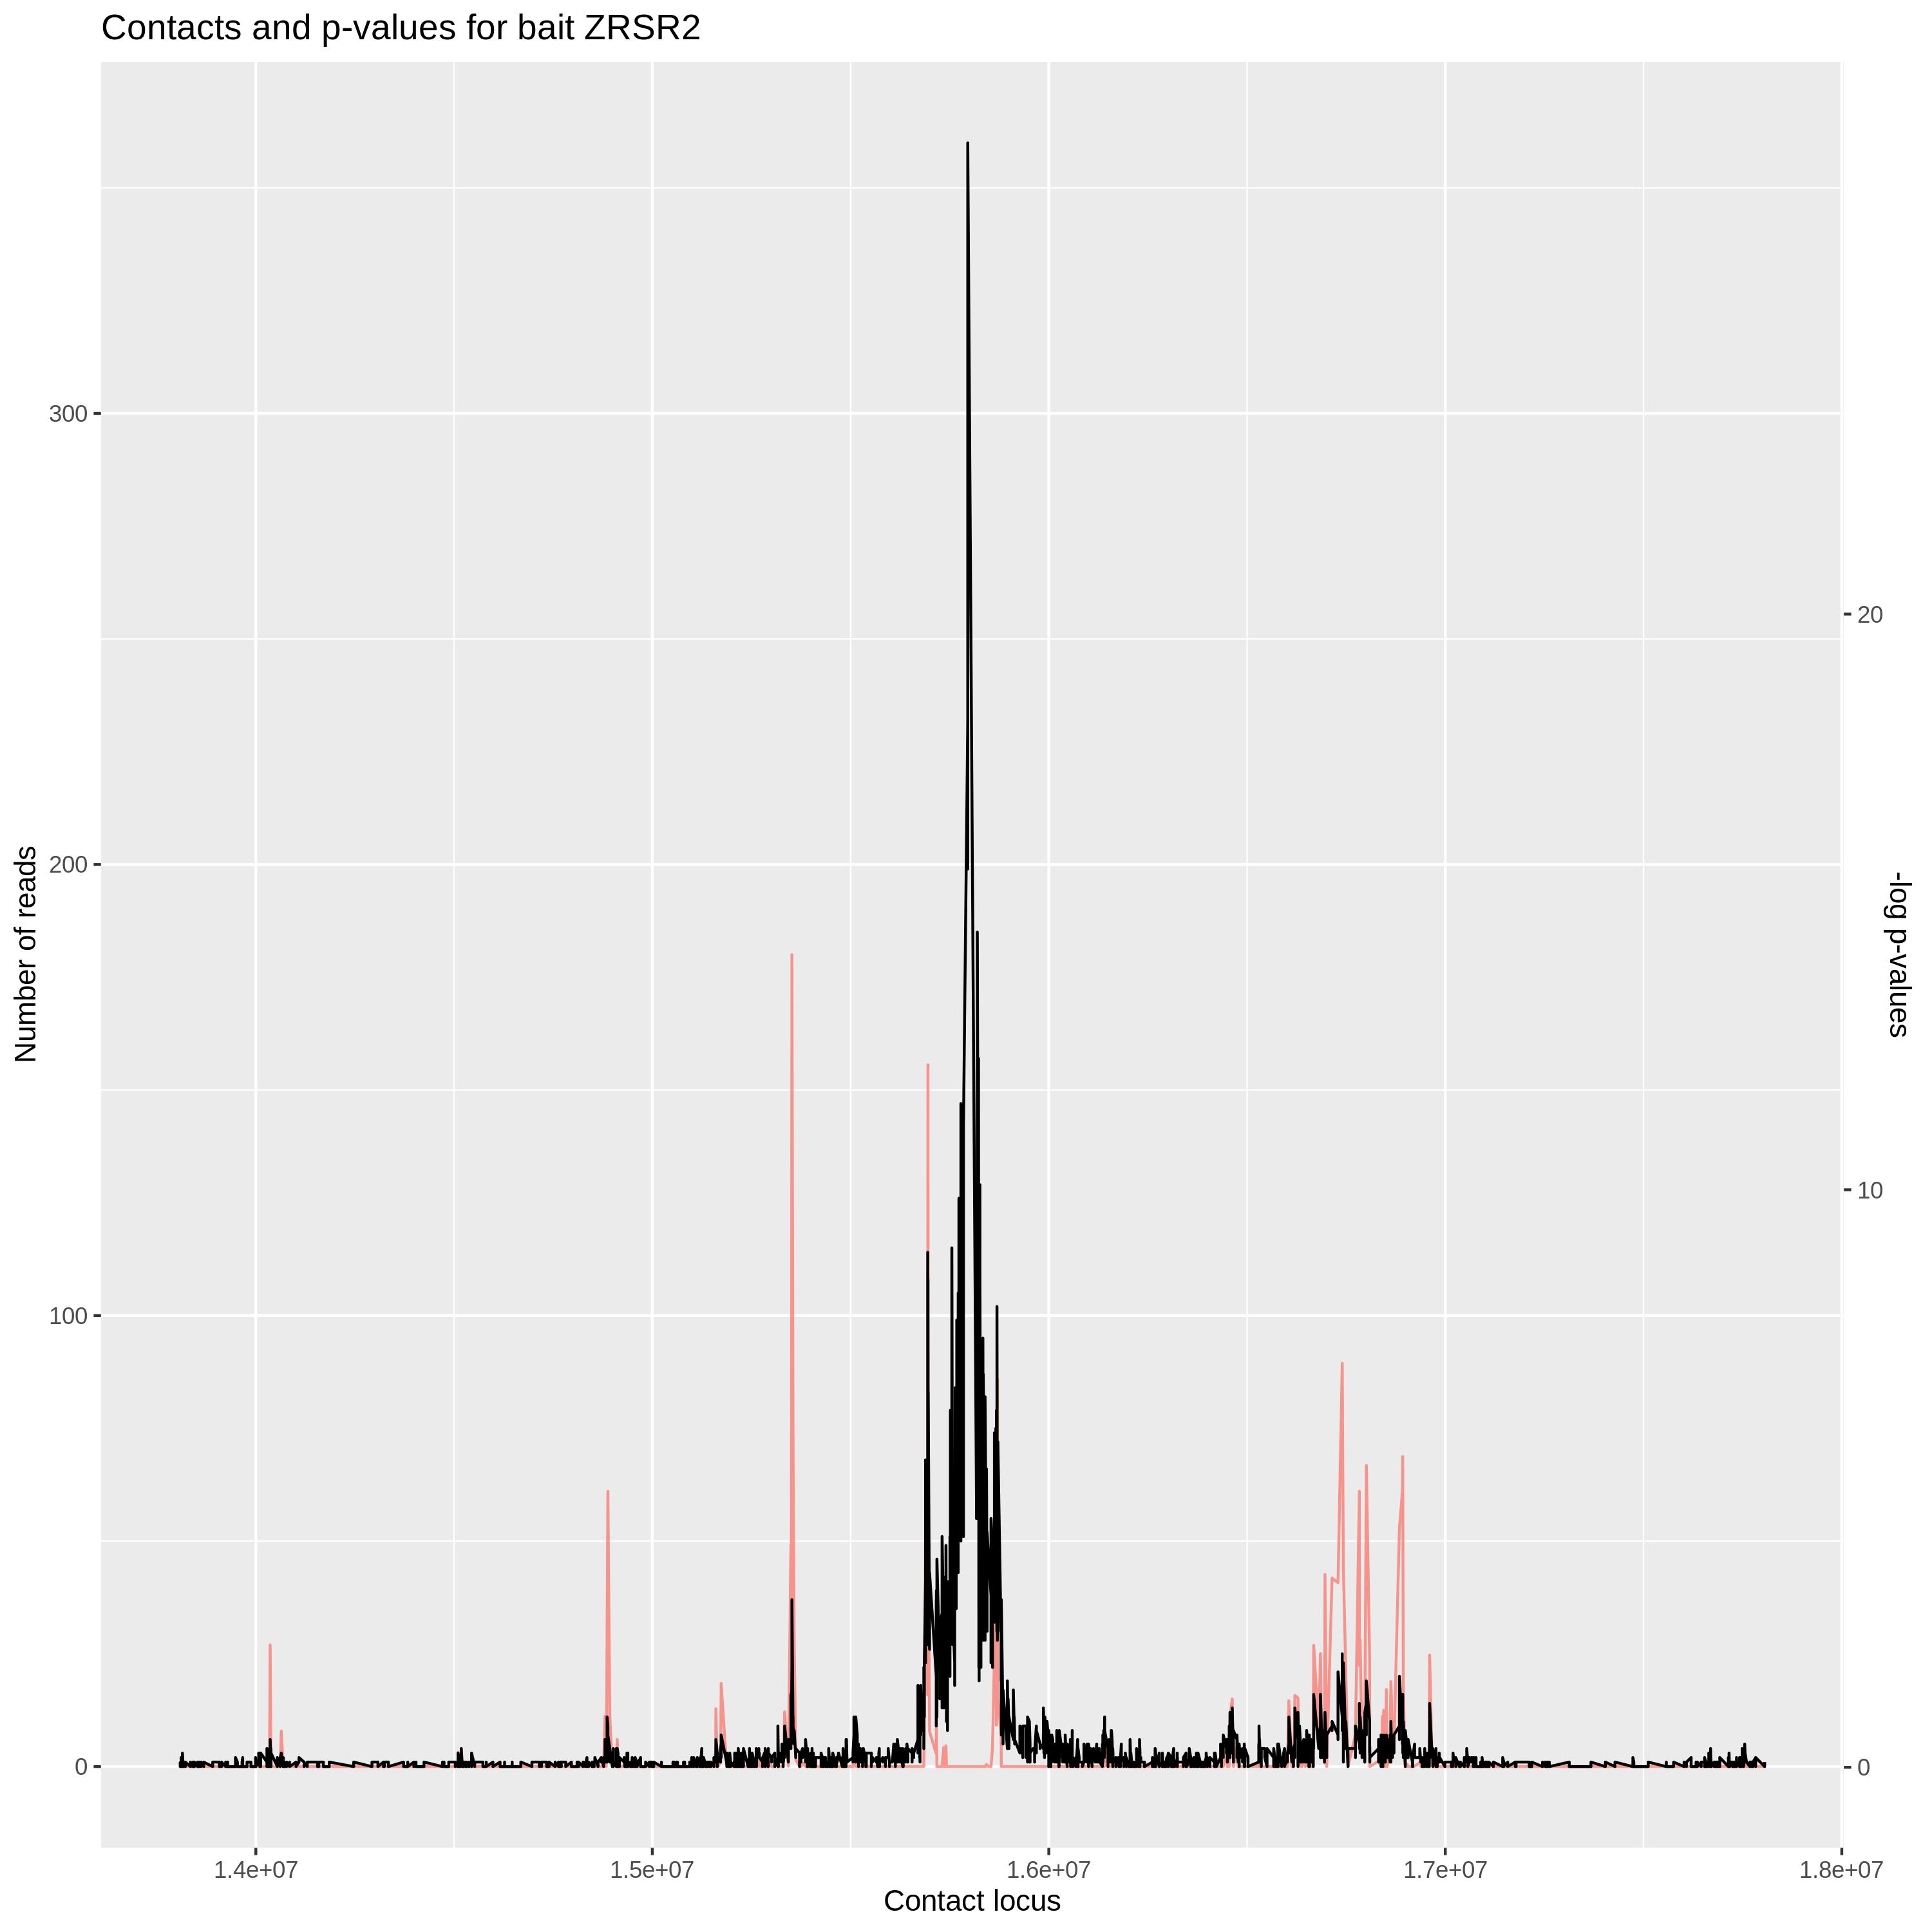 Contacts and p-values for bait ZRSR2
Number of reads
300
200
100
0
20
10
0
-log p-values
1.4e+07
1.5e+07
1.6e+07
1.7e+07
1.8e+07
Contact locus